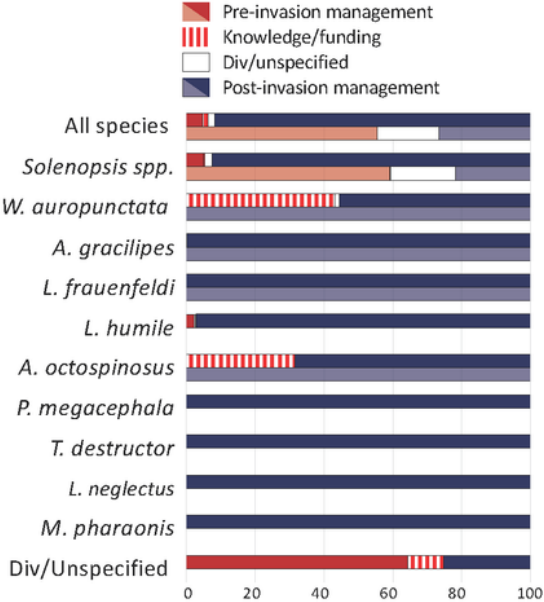 Pre-invasion management
Knowledge/funding
Div/unspecified
Post-invasion management
All species
Solenopsis spp.
W. auropunctata
A. gracilipes
L. frauenfeldi
L. humile
A. octospinosus
P. megacephala
T. destructor
L. neglectus
M. pharaonis
Div/Unspecified
0 20 40 60 80 100